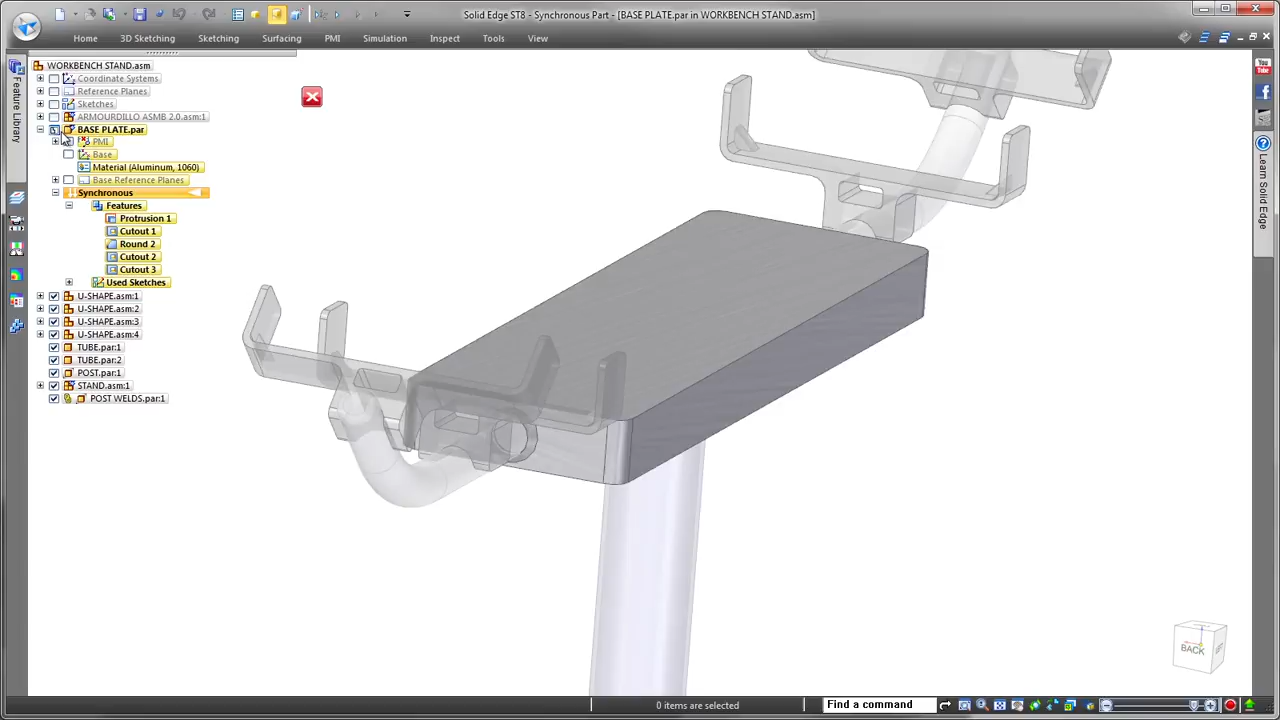 Solid Edge ST8 - Synchronous Part - [BASE PLATE.par in WORKBENCH STAND.asm]
Home 3D Sketching Sketching Surfacing PMI Simulation Inspect Tools View
WORKBENCH STAND.asm
Coordinate Systems
Reference Planes
Sketches
ARMOURDILLO ASMB 2.0.asm:1
BASE PLATE.par
PMI
Base
Material (Aluminum, 1060)
Base Reference Planes
Synchronous
Features
Protrusion 1
Cutout 1
Round 2
Cutout 2
Cutout 3
Used Sketches
U-SHAPE.asm:1
U-SHAPE.asm:2
U-SHAPE.asm:3
U-SHAPE.asm:4
TUBE.par:1
TUBE.par:2
POST.par:1
STAND.asm:1
POST WELDS.par:1
Feature Library
You Tube
Learn Solid Edge
BACK
0 items are selected
Find a command